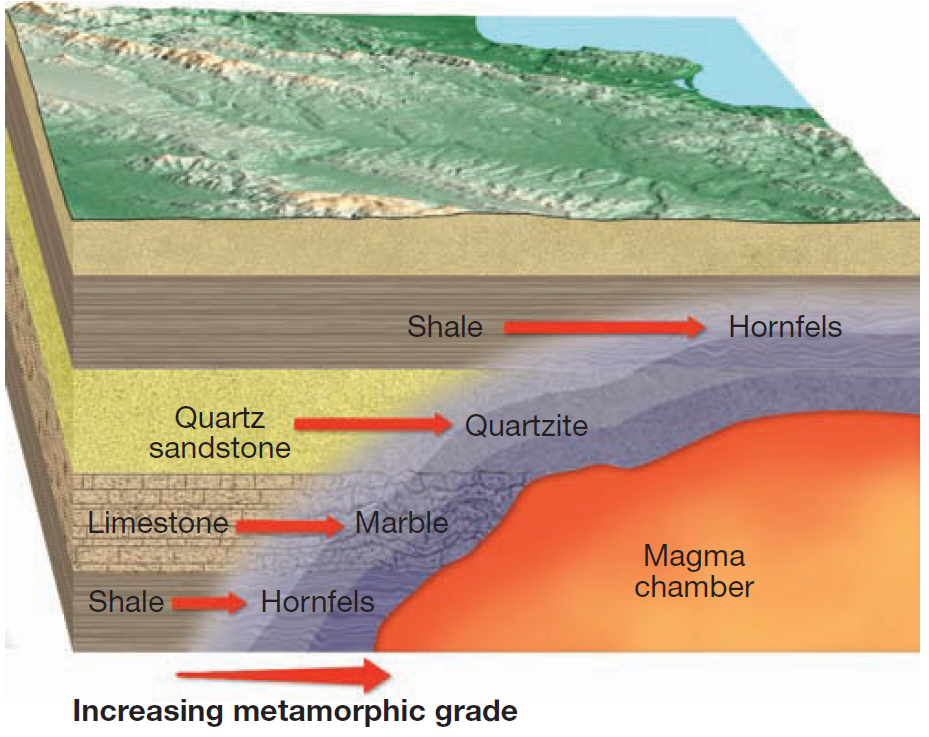 Shale
Hornfels
Quartz
sandstone
Quartzite
Limestone
Marble
Magma
chamber
Shale
Hornfels
Increasing metamorphic grade